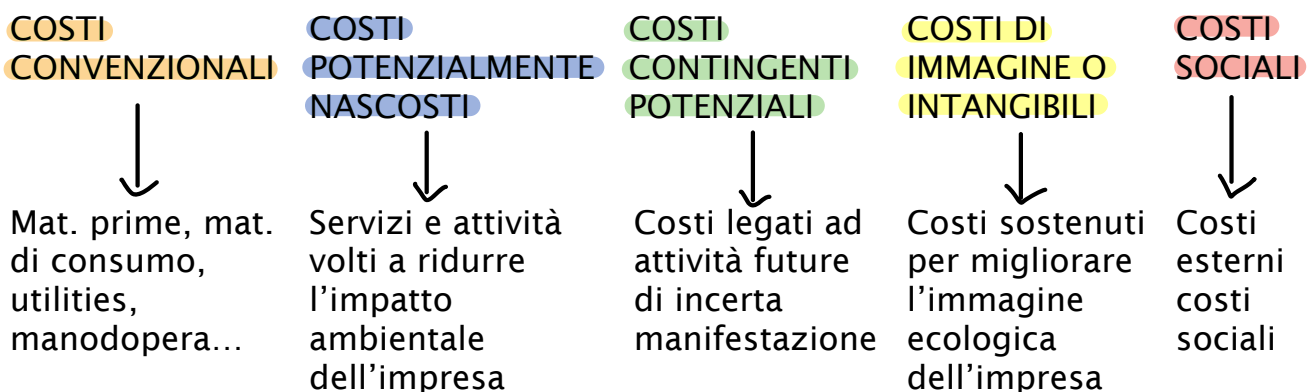 COSTI
CONVENZIONALI
Mat. prime, mat.
di consumo,
utilities,
manodopera...
COSTI
POTENZIALMENTE
NASCOSTI
Servizi e attività
volti a ridurre
l'impatto
ambientale
dell'impresa
COSTI
CONTINGENTI
POTENZIALI
Costi legati ad
attività future
di incerta
manifestazione
COSTI DI
IMMAGINE O
INTANGIBILI
Costi sostenuti
per migliorare
l'immagine
ecologica
dell'impresa
COSTI
SOCIALI
Costi
esterni
costi
sociali